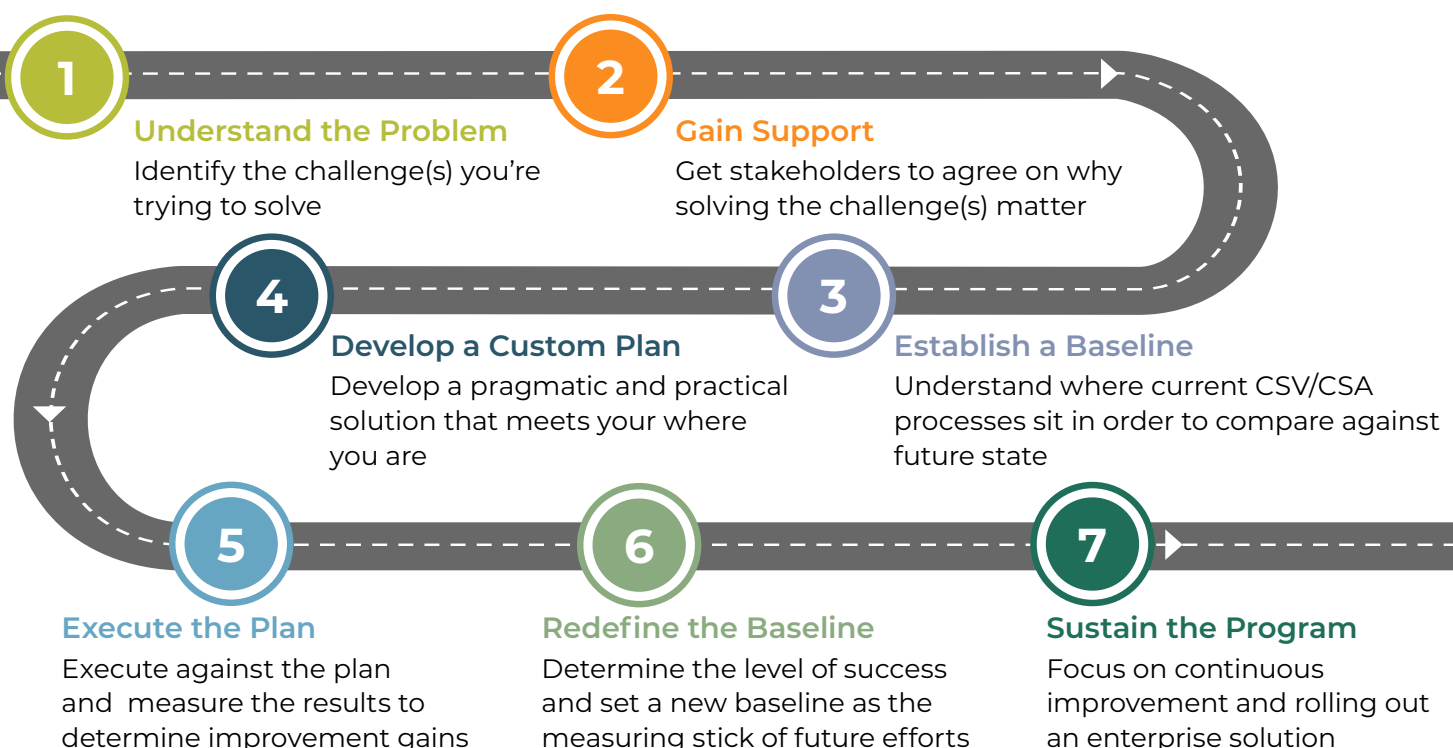 1
Understand the Problem
Identify the challenge(s) you’re
trying to solve
2
Gain Support
Get stakeholders to agree on why
solving the challenge(s) matter
3
Establish a Baseline
Understand where current CSV/CSA
processes sit in order to compare against
future state
4
Develop a Custom Plan
Develop a pragmatic and practical
solution that meets your where
you are
5
Execute the Plan
Execute against the plan
and  measure the results to
determine improvement gains
6
Redefine the Baseline
Determine the level of success
and set a new baseline as the
measuring stick of future efforts
7
Sustain the Program
Focus on continuous
improvement and rolling out
an enterprise solution